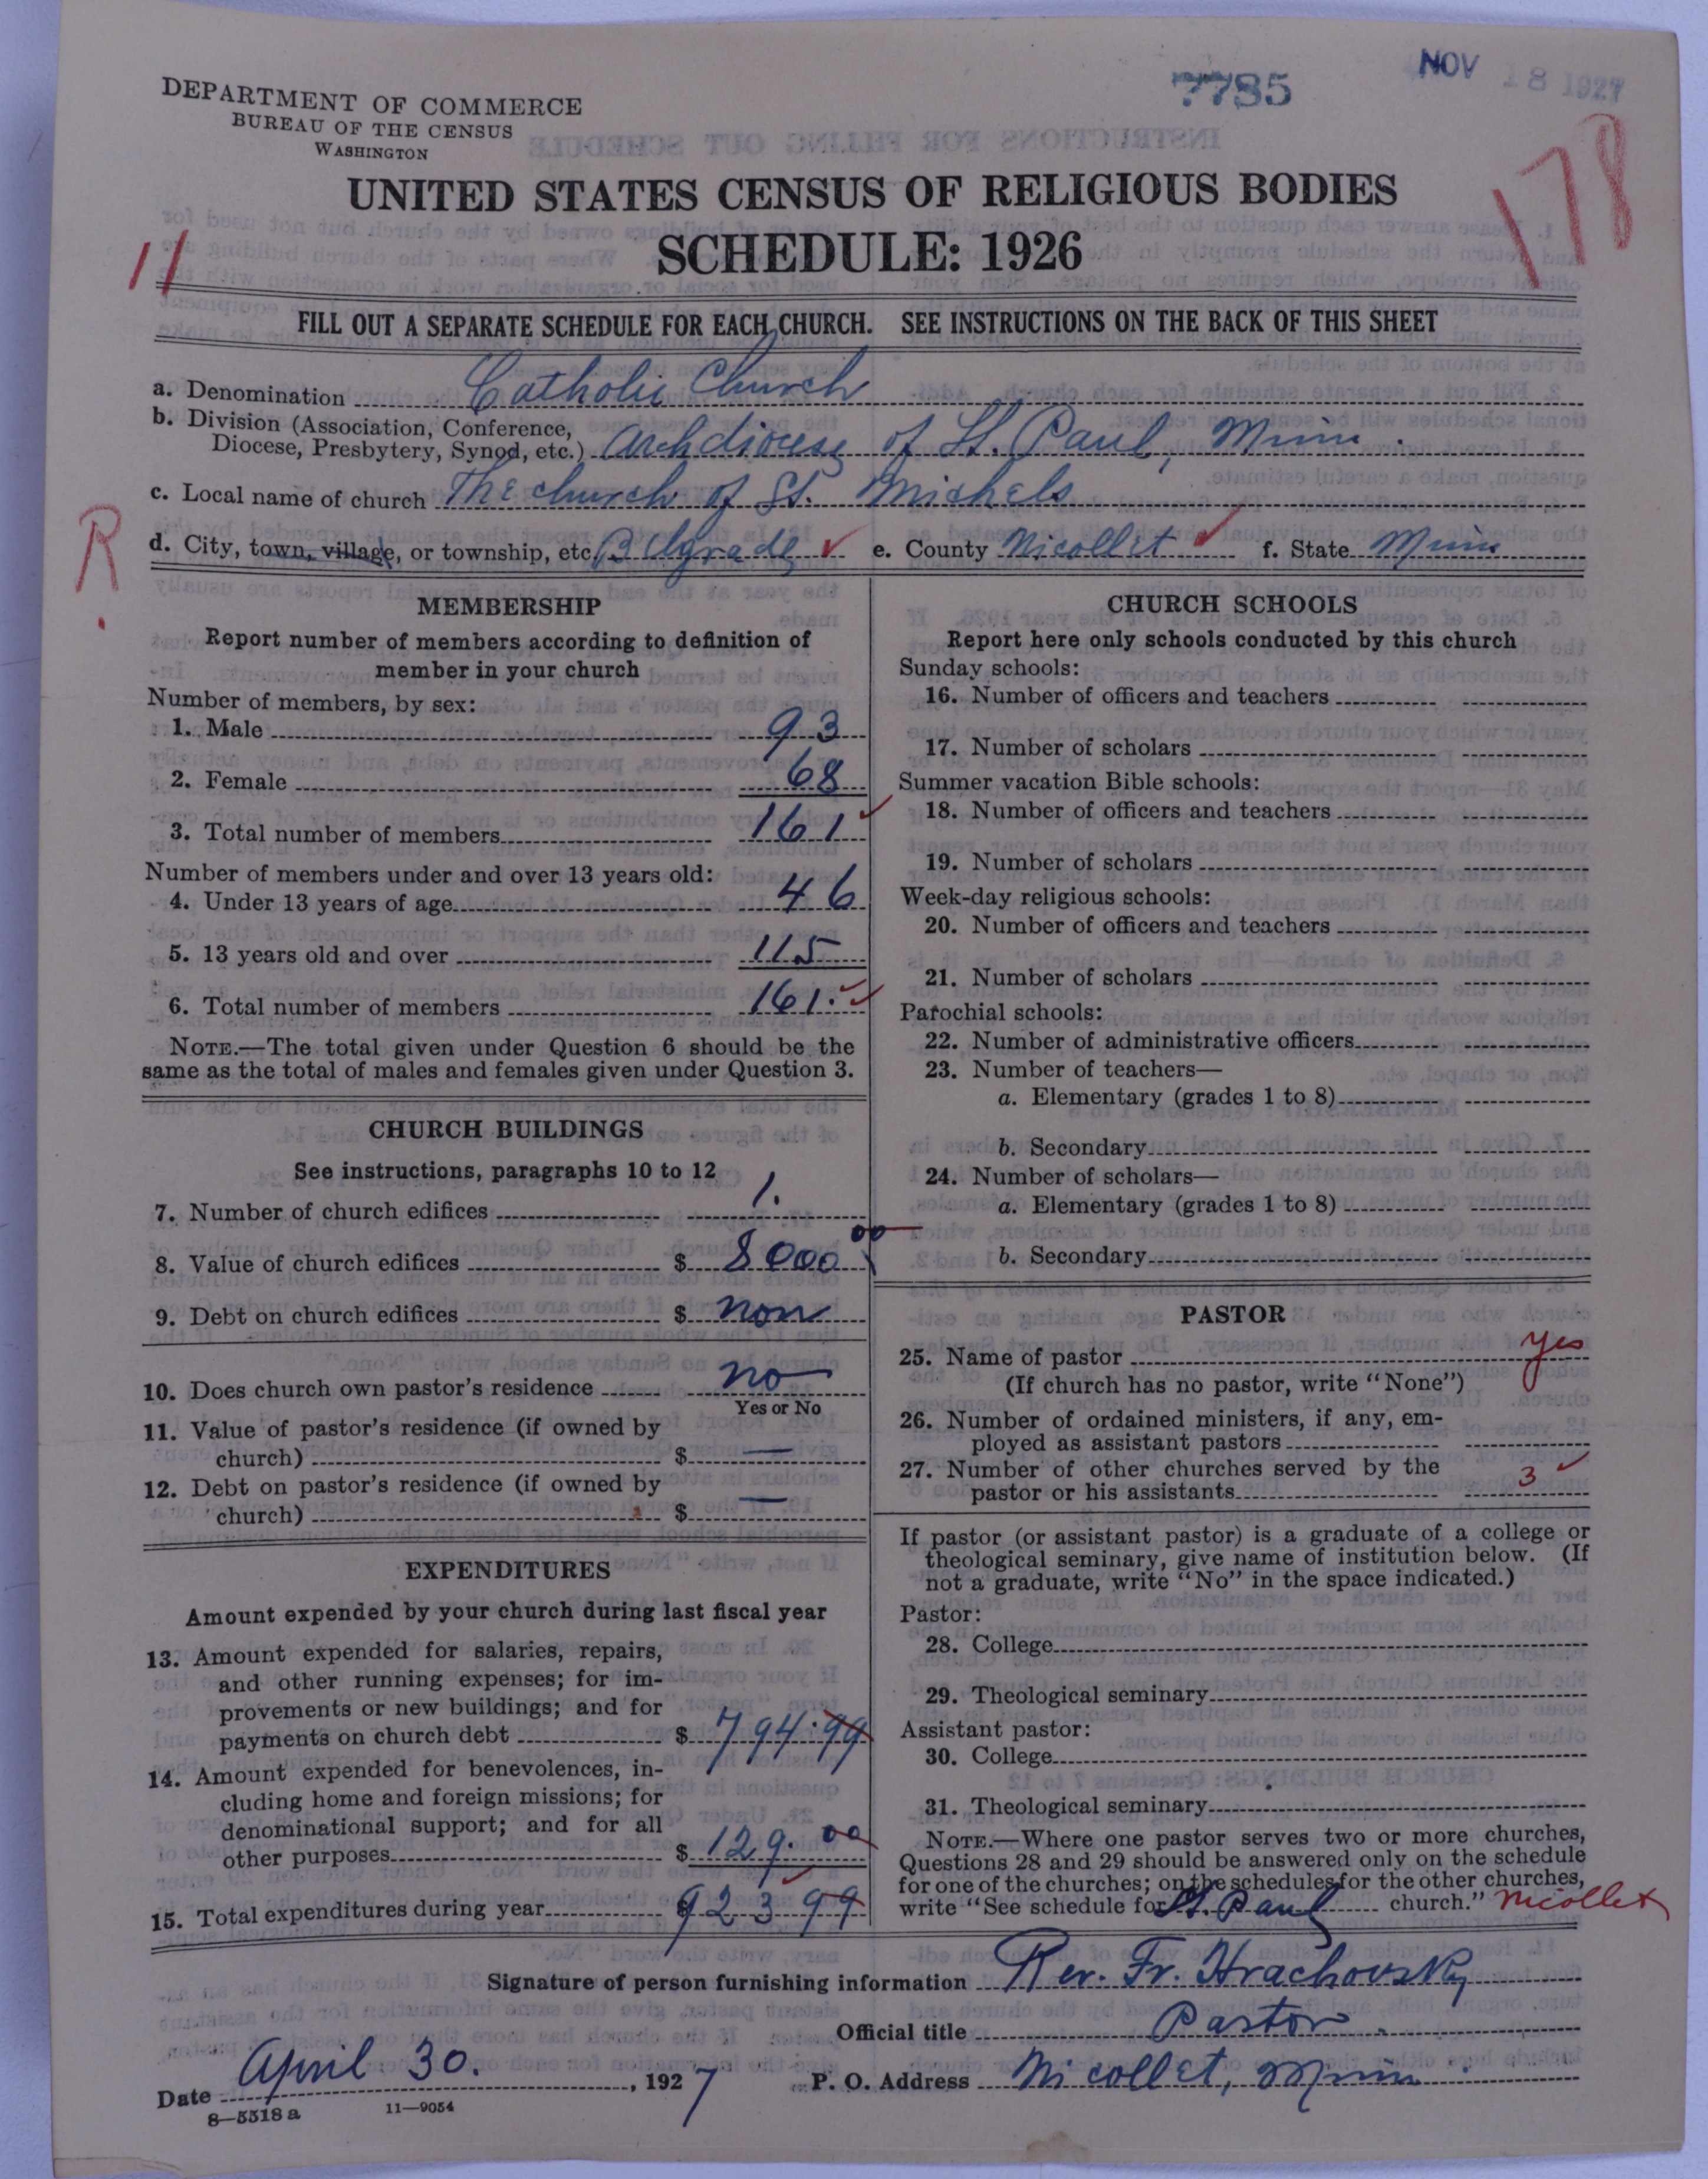 7785
NOV 18 1927
DEPARTMENT OF COMMERCE
BUREAU OF THE CENSUS
WASHINGTON
178
UNITED STATES CENSUS OF RELIGIOUS BODIES
SCHEDULE: 1926
11
FILL OUT A SEPARATE SCHEDULE FOR EACH CHURCH. SEE INSTRUCTIONS ON THE BACK OF THIS SHEET
a. Denomination Catholic Church
b. Division (Association, Conference,
Diocese, Presbytery, Synod, etc.) Archdiocese of St. Paul, Minn.
c. Local name of church The church of St. Michels
R.
d. City, town, village, or township, etc. Belgrade ✓ e. County Nicollet ✓ f. State Minn
MEMBERSHIP
Report number of members according to definition of
member in your church
Number of members, by sex:
1. Male 93
2. Female 68
3. Total number of members 161 ✓
Number of members under and over 13 years old:
4. Under 13 years of age 46
5. 13 years old and over 115
6. Total number of members 161. ✓✓
NOTE.—The total given under Question 6 should be the
same as the total of males and females given under Question 3.
CHURCH BUILDINGS
See instructions, paragraphs 10 to 12
7. Number of church edifices 1.
8. Value of church edifices $ 8000 00
9. Debt on church edifices $ non
10. Does church own pastor's residence no
Yes or No
11. Value of pastor's residence (if owned by
church) $ —
12. Debt on pastor's residence (if owned by
church) $ —
EXPENDITURES
Amount expended by your church during last fiscal year
13. Amount expended for salaries, repairs,
and other running expenses; for im-
provements or new buildings; and for
payments on church debt $ 794.99
14. Amount expended for benevolences, in-
cluding home and foreign missions; for
denominational support; and for all
other purposes $ 129.00
15. Total expenditures during year $ 923 99
CHURCH SCHOOLS
Report here only schools conducted by this church
Sunday schools:
16. Number of officers and teachers
17. Number of scholars
Summer vacation Bible schools:
18. Number of officers and teachers
19. Number of scholars
Week-day religious schools:
20. Number of officers and teachers
21. Number of scholars
Parochial schools:
22. Number of administrative officers
23. Number of teachers—
a. Elementary (grades 1 to 8)
b. Secondary
24. Number of scholars—
a. Elementary (grades 1 to 8)
b. Secondary
PASTOR
25. Name of pastor yes
(If church has no pastor, write "None")
26. Number of ordained ministers, if any, em-
ployed as assistant pastors
27. Number of other churches served by the
pastor or his assistants 3 ✓
If pastor (or assistant pastor) is a graduate of a college or
theological seminary, give name of institution below. (If
not a graduate, write "No" in the space indicated.)
Pastor:
28. College
29. Theological seminary
Assistant pastor:
30. College
31. Theological seminary
NOTE.—Where one pastor serves two or more churches,
Questions 28 and 29 should be answered only on the schedule
for one of the churches; on the schedules for the other churches,
write "See schedule for St. Paul church." Nicollet
Signature of person furnishing information Rev. Fr. Hrachovsky
Official title Pastor.
Date April 30. , 1927 P. O. Address Nicollet, Minn.
8—5518 a 11—9054